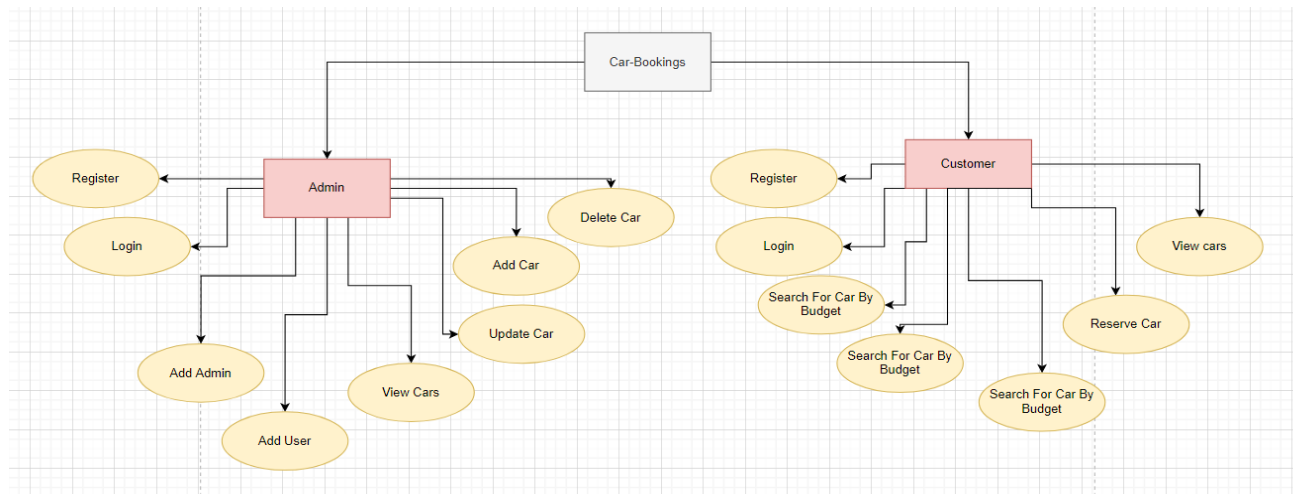 Car-Bookings
Admin
Register
Login
Add Admin
Add User
View Cars
Update Car
Add Car
Delete Car
Customer
Register
Login
Search For Car By
Budget
Search For Car By
Budget
Search For Car By
Budget
Reserve Car
View cars